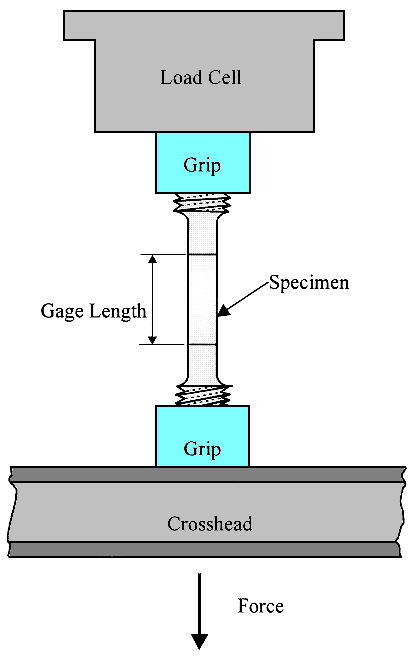 Load Cell
Grip
Specimen
Gage Length
Grip
Crosshead
Force